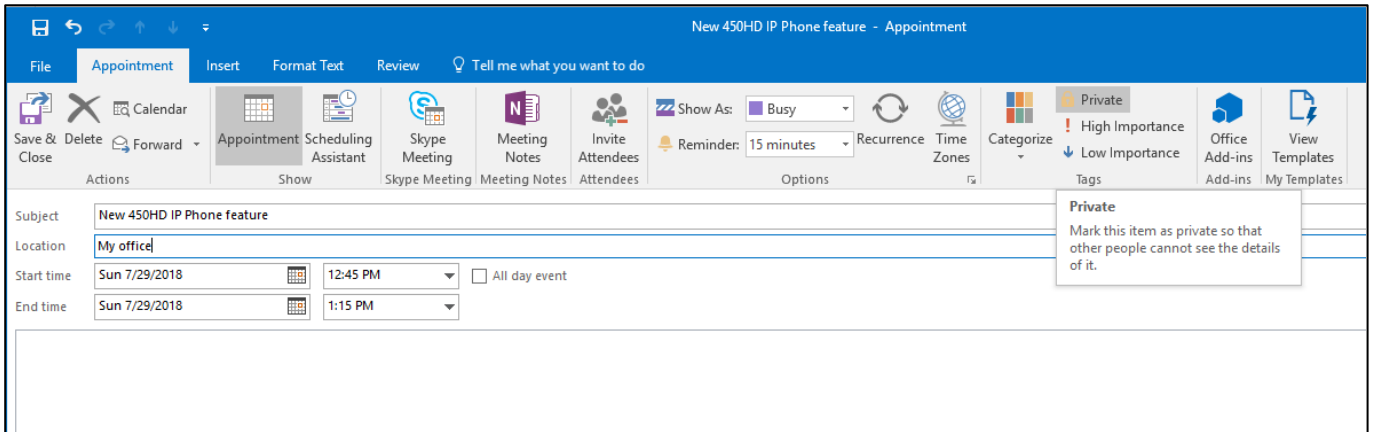 New 450HD IP Phone feature - Appointment
File Appointment Insert Format Text Review Tell me what you want to do
Save & Close
Delete
Calendar
Forward
Actions
Appointment
Scheduling Assistant
Show
Skype Meeting
Skype Meeting
Meeting Notes
Meeting Notes
Invite Attendees
Attendees
Show As: Busy
Reminder: 15 minutes
Recurrence
Time Zones
Options
Categorize
Private
High Importance
Low Importance
Tags
Office Add-ins
Add-ins
View Templates
My Templates
Private
Mark this item as private so that
other people cannot see the details
of it.
Subject New 450HD IP Phone feature
Location My office
Start time Sun 7/29/2018 12:45 PM All day event
End time Sun 7/29/2018 1:15 PM